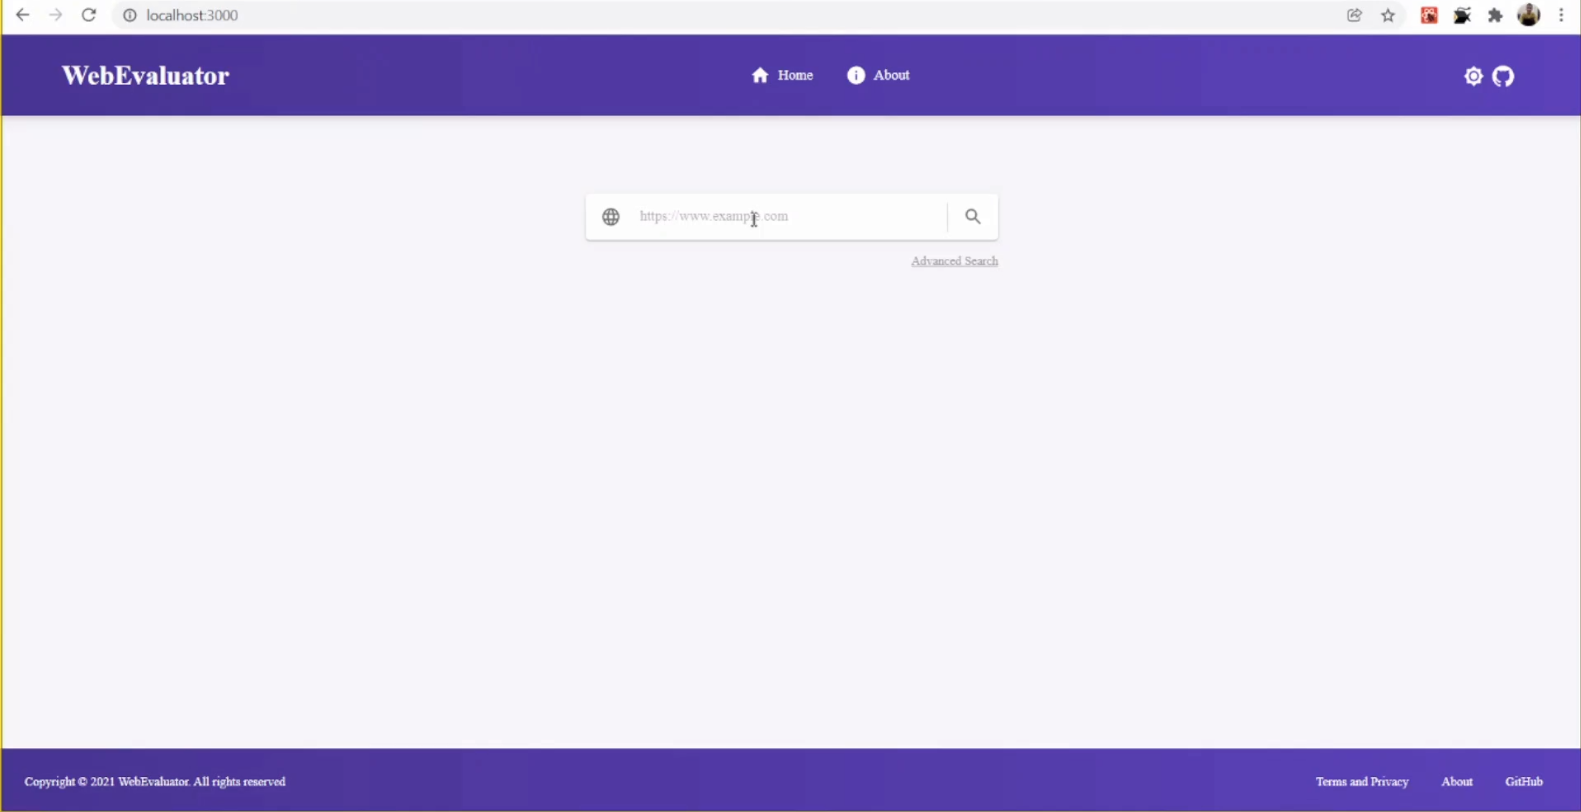 localhost:3000
WebEvaluator
Home
About
https://www.example.com
Advanced Search
Copyright © 2021 WebEvaluator. All rights reserved
Terms and Privacy
About
GitHub